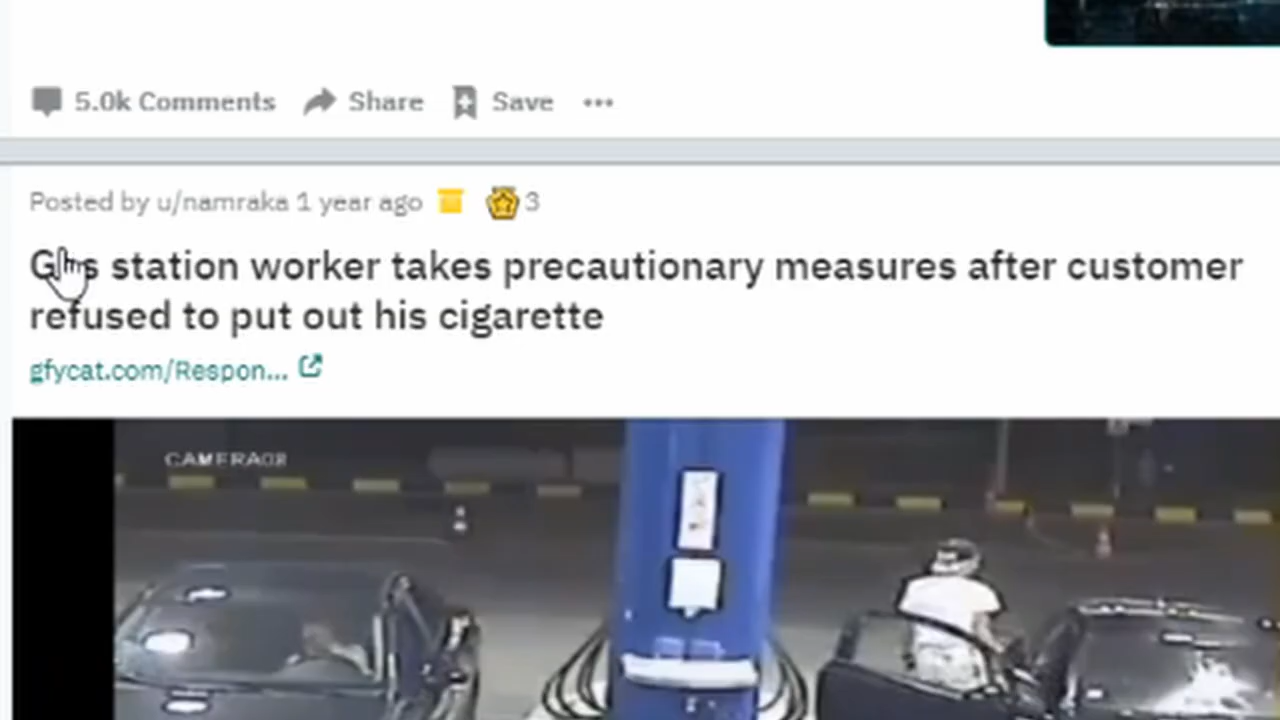 5.0k Comments Share Save
Posted by u/namraka 1 year ago 3
Gas station worker takes precautionary measures after customer
refused to put out his cigarette
gfycat.com/Respon...
CAMERA02